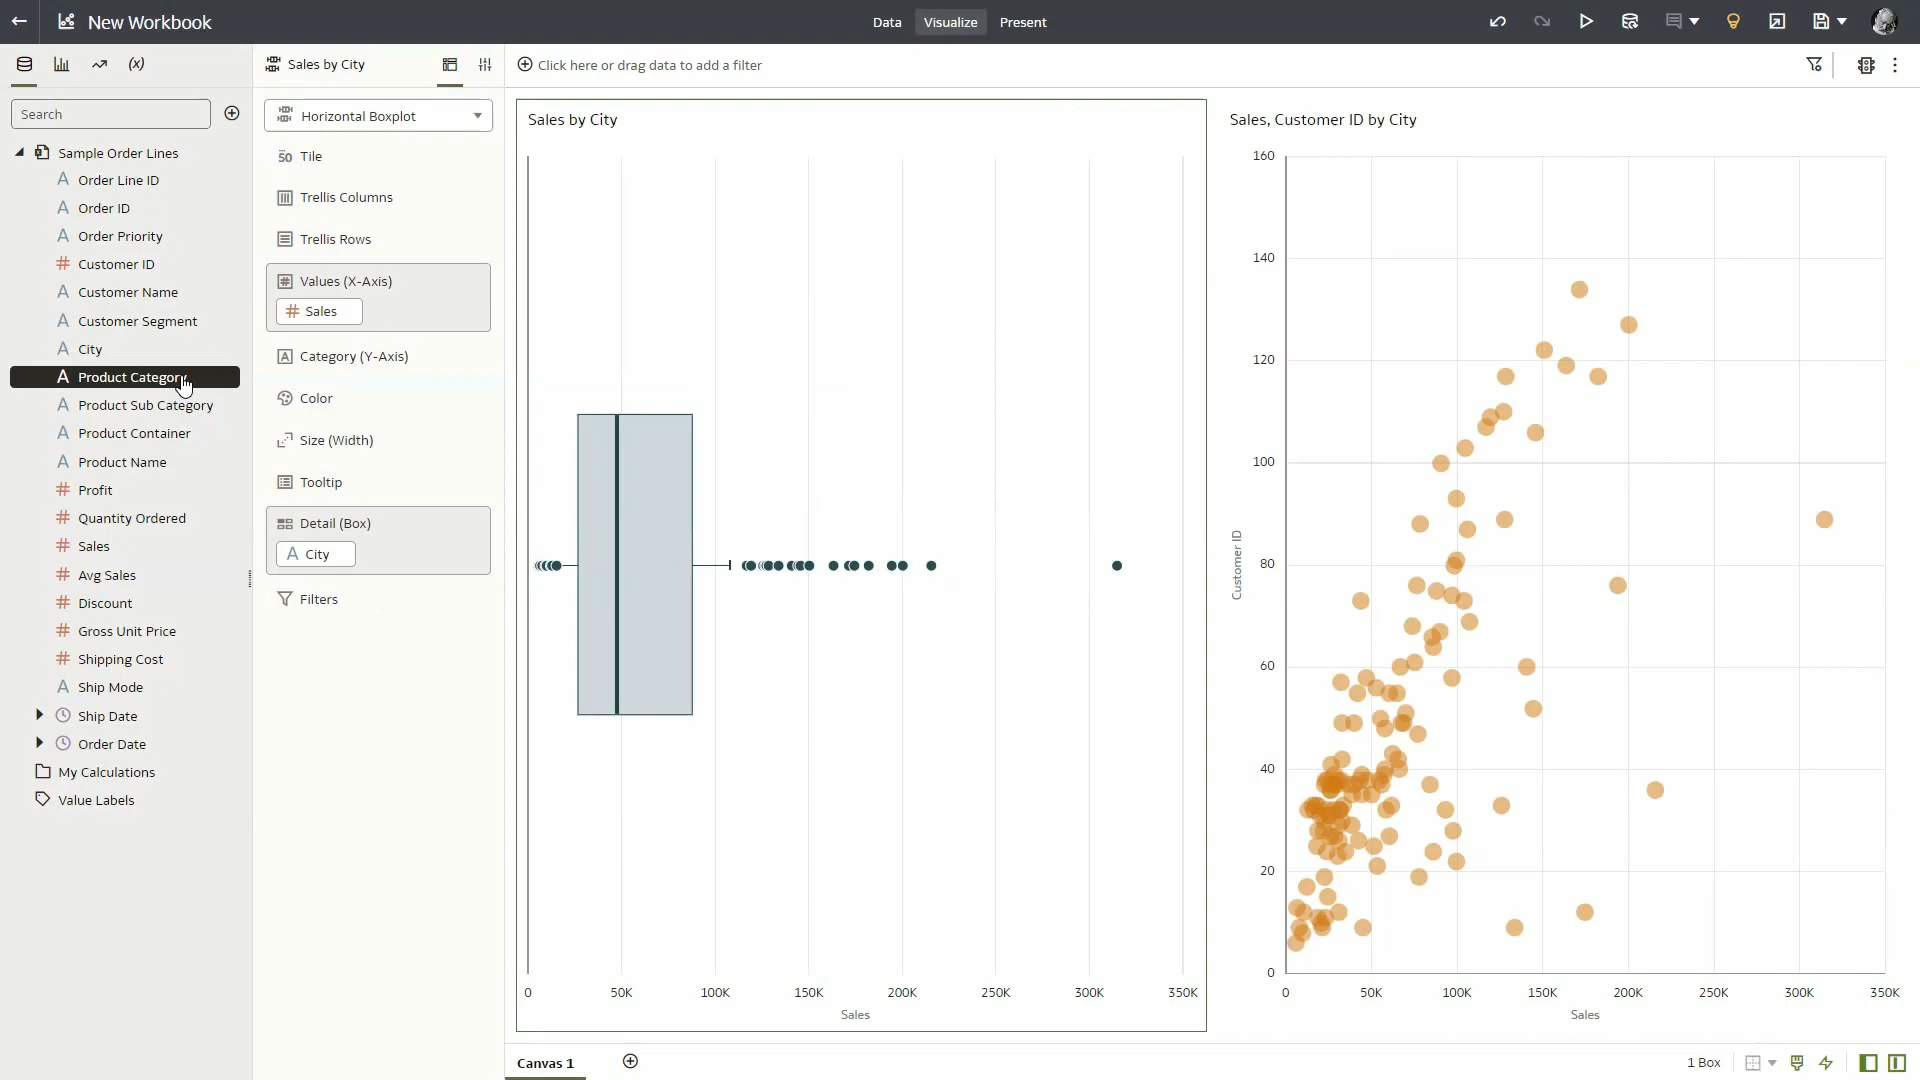 New Workbook
Data
Visualize
Present
(x)
Sales by City
Click here or drag data to add a filter
Search
Sample Order Lines
A Order Line ID
A Order ID
A Order Priority
# Customer ID
A Customer Name
A Customer Segment
A City
A Product Category
A Product Sub Category
A Product Container
A Product Name
# Profit
# Quantity Ordered
# Sales
# Avg Sales
# Discount
# Gross Unit Price
# Shipping Cost
A Ship Mode
Ship Date
Order Date
My Calculations
Value Labels
Horizontal Boxplot
50 Tile
Trellis Columns
Trellis Rows
# Values (X-Axis)
# Sales
A Category (Y-Axis)
Color
Size (Width)
Tooltip
Detail (Box)
A City
Filters
Sales by City
0
50K
100K
150K
200K
250K
300K
350K
Sales
Sales, Customer ID by City
160
140
120
100
80
60
40
20
0
Customer ID
0
50K
100K
150K
200K
250K
300K
350K
Sales
Canvas 1
1 Box